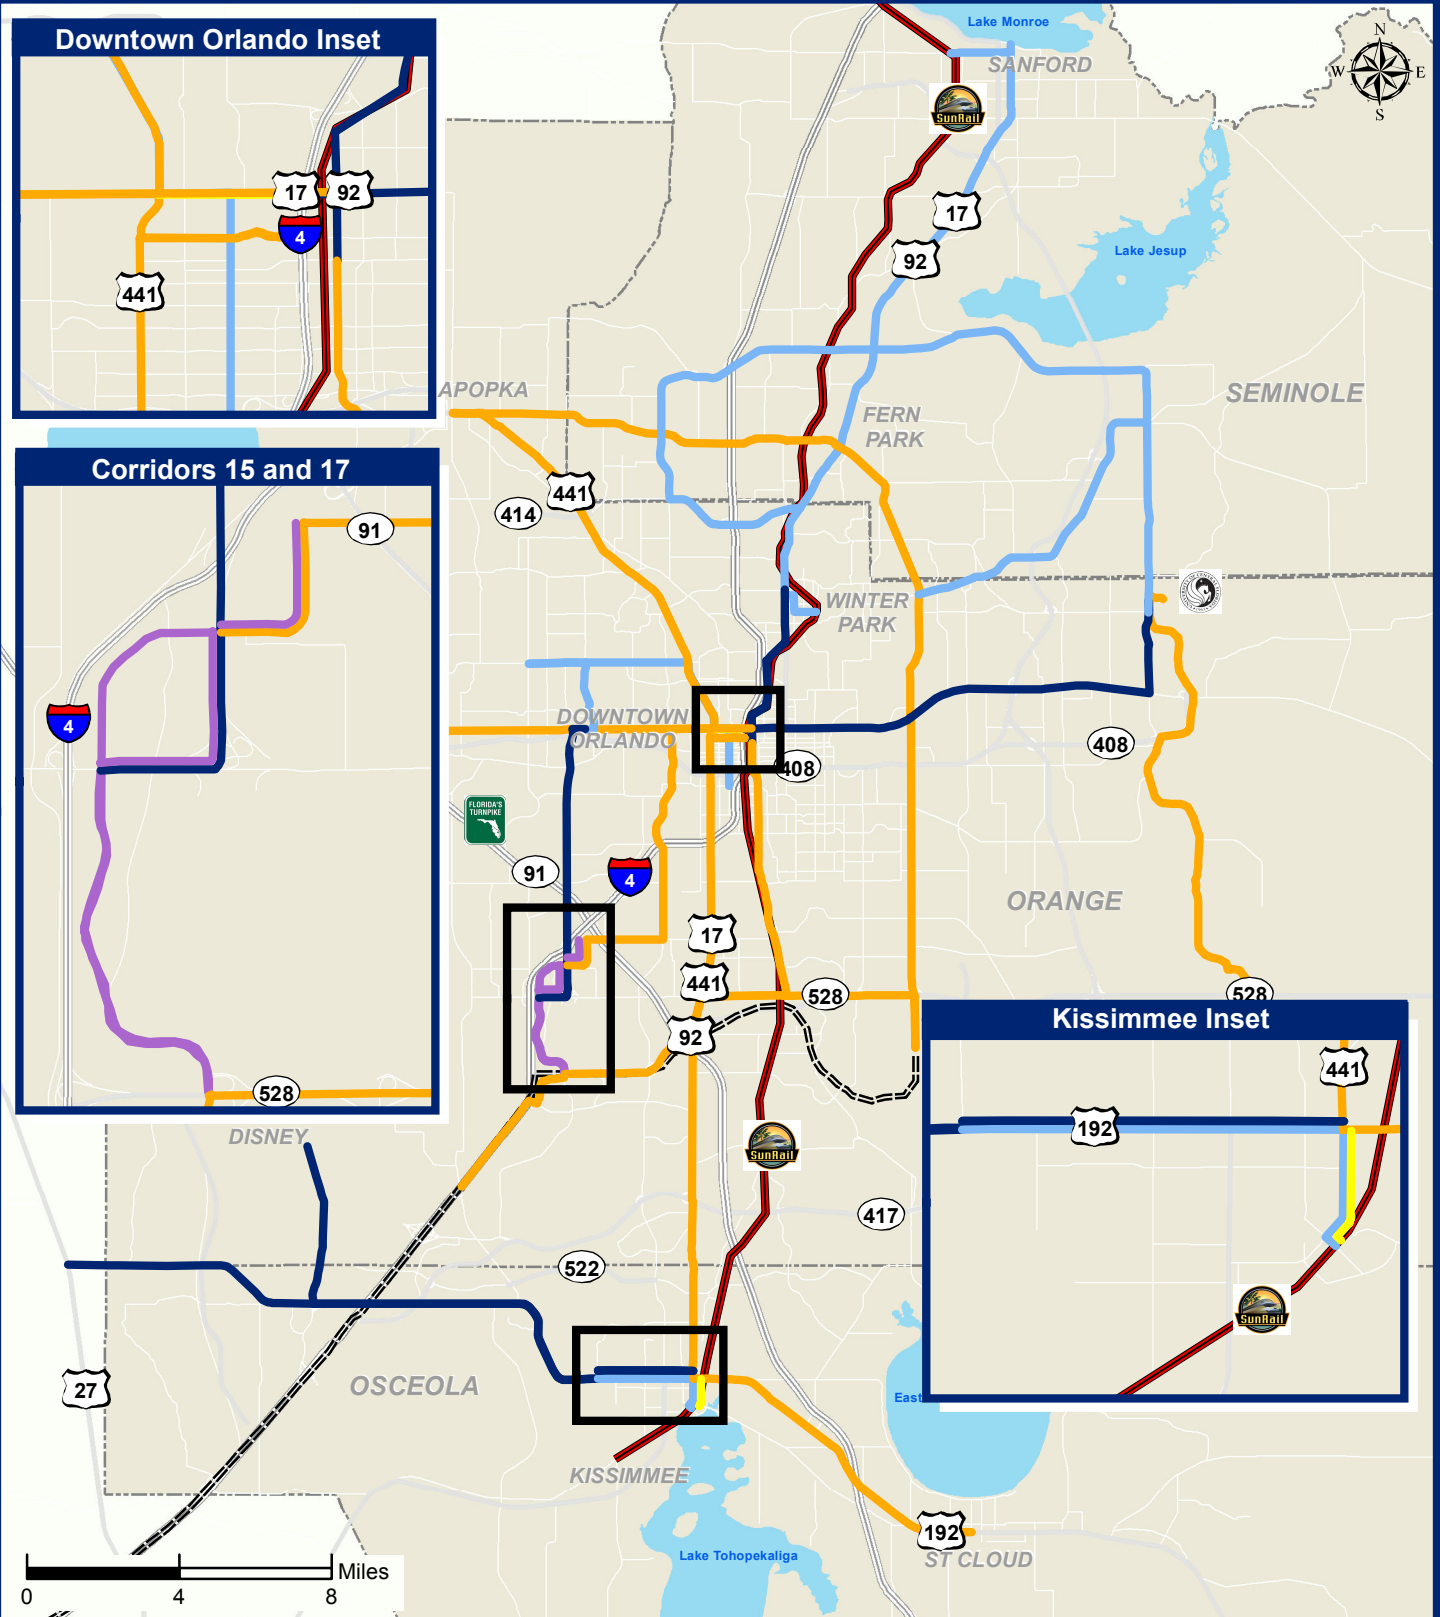 Downtown Orlando Inset
17
92
4
441
Lake Monroe
SANFORD
N
W
E
S
SunRail
17
92
Lake Jesup
APOPKA
FERN
PARK
SEMINOLE
441
414
Corridors 15 and 17
91
4
528
WINTER
PARK
DOWNTOWN
ORLANDO
408
408
FLORIDA'S
TURNPIKE
91
4
ORANGE
17
441
528
92
528
Kissimmee Inset
441
192
SunRail
DISNEY
SunRail
417
522
27
OSCEOLA
East
KISSIMMEE
192
ST CLOUD
Lake Tohopekaliga
Miles
0
4
8